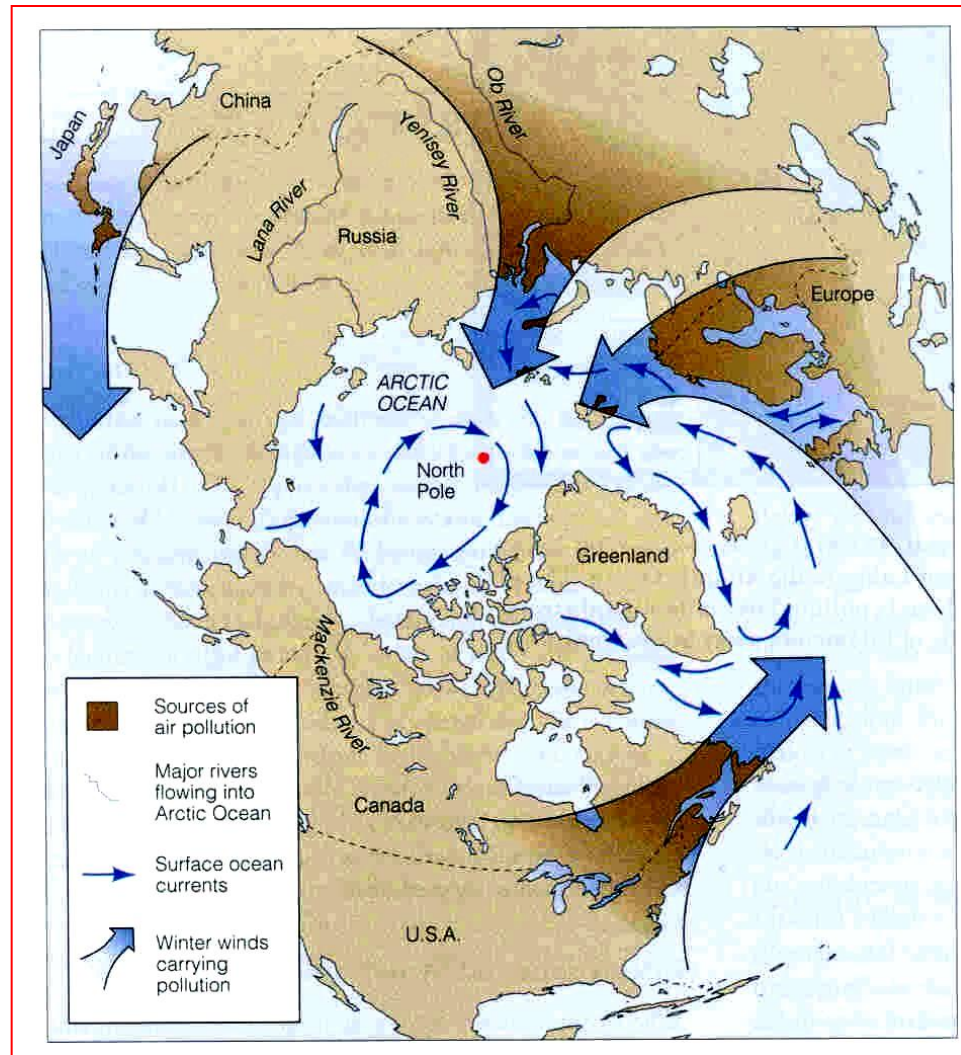 China
Japan
Ob River
Yenisey River
Lana River
Russia
Europe
ARCTIC
OCEAN
North
Pole
Greenland
Mackenzie River
Canada
U.S.A.
Sources of
air pollution
Major rivers
flowing into
Arctic Ocean
Surface ocean
currents
Winter winds
carrying
pollution